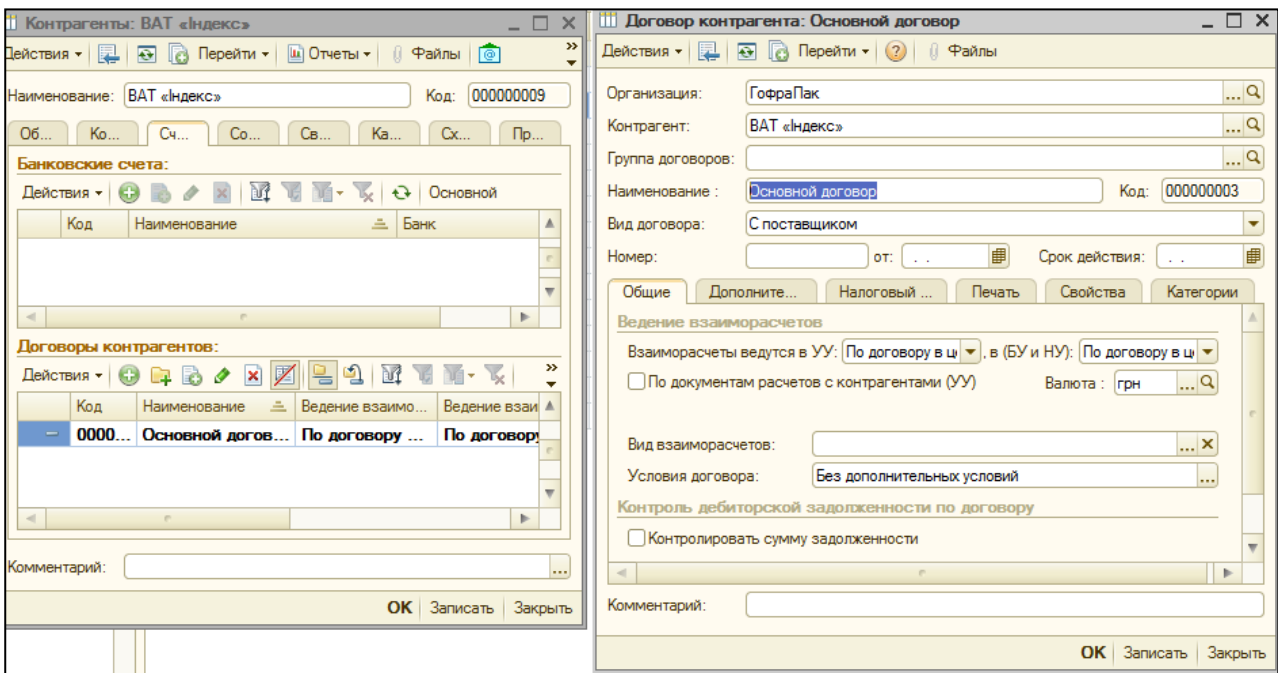 Контрагенты: ВАТ «Індекс»
Действия Перейти Отчеты Файлы »
Наименование: ВАТ «Індекс» Код: 000000009
Об... Ко... Сч... Со... Св... Ка... Сх... Пр...
Банковские счета:
Действия Основной
Код Наименование Банк
Договоры контрагентов:
Действия »
Код Наименование Ведение взаимо... Ведение взаи
0000... Основной догов... По договору ... По договору
Комментарий: ...
OK Записать Закрыть
Договор контрагента: Основной договор
Действия Перейти ? Файлы
Организация: ГофраПак ...
Контрагент: ВАТ «Індекс» ...
Группа договоров: ...
Наименование : Основной договор Код: 000000003
Вид договора: С поставщиком
Номер: от: . . Срок действия: . .
Общие Дополните... Налоговый ... Печать Свойства Категории
Ведение взаиморасчетов
Взаиморасчеты ведутся в УУ: По договору в ц , в (БУ и НУ): По договору в ц
По документам расчетов с контрагентами (УУ) Валюта : грн ...
Вид взаиморасчетов: ... ×
Условия договора: Без дополнительных условий ...
Контроль дебиторской задолженности по договору
Контролировать сумму задолженности
Комментарий:
OK Записать Закрыть